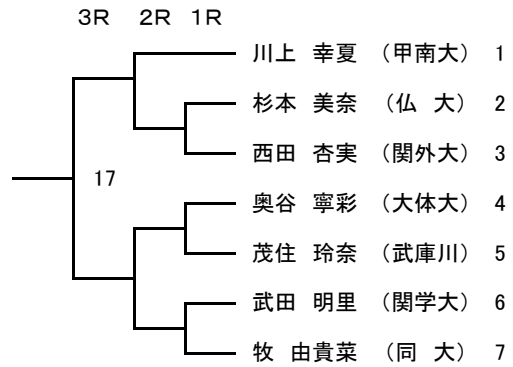 ３Ｒ ２Ｒ １Ｒ
川上 幸夏 （甲南大） 1
杉本 美奈 （仏 大） 2
西田 杏実 （関外大） 3
17
奥谷 寧彩 （大体大） 4
茂住 玲奈 （武庫川） 5
武田 明里 （関学大） 6
牧 由貴菜 （同 大） 7